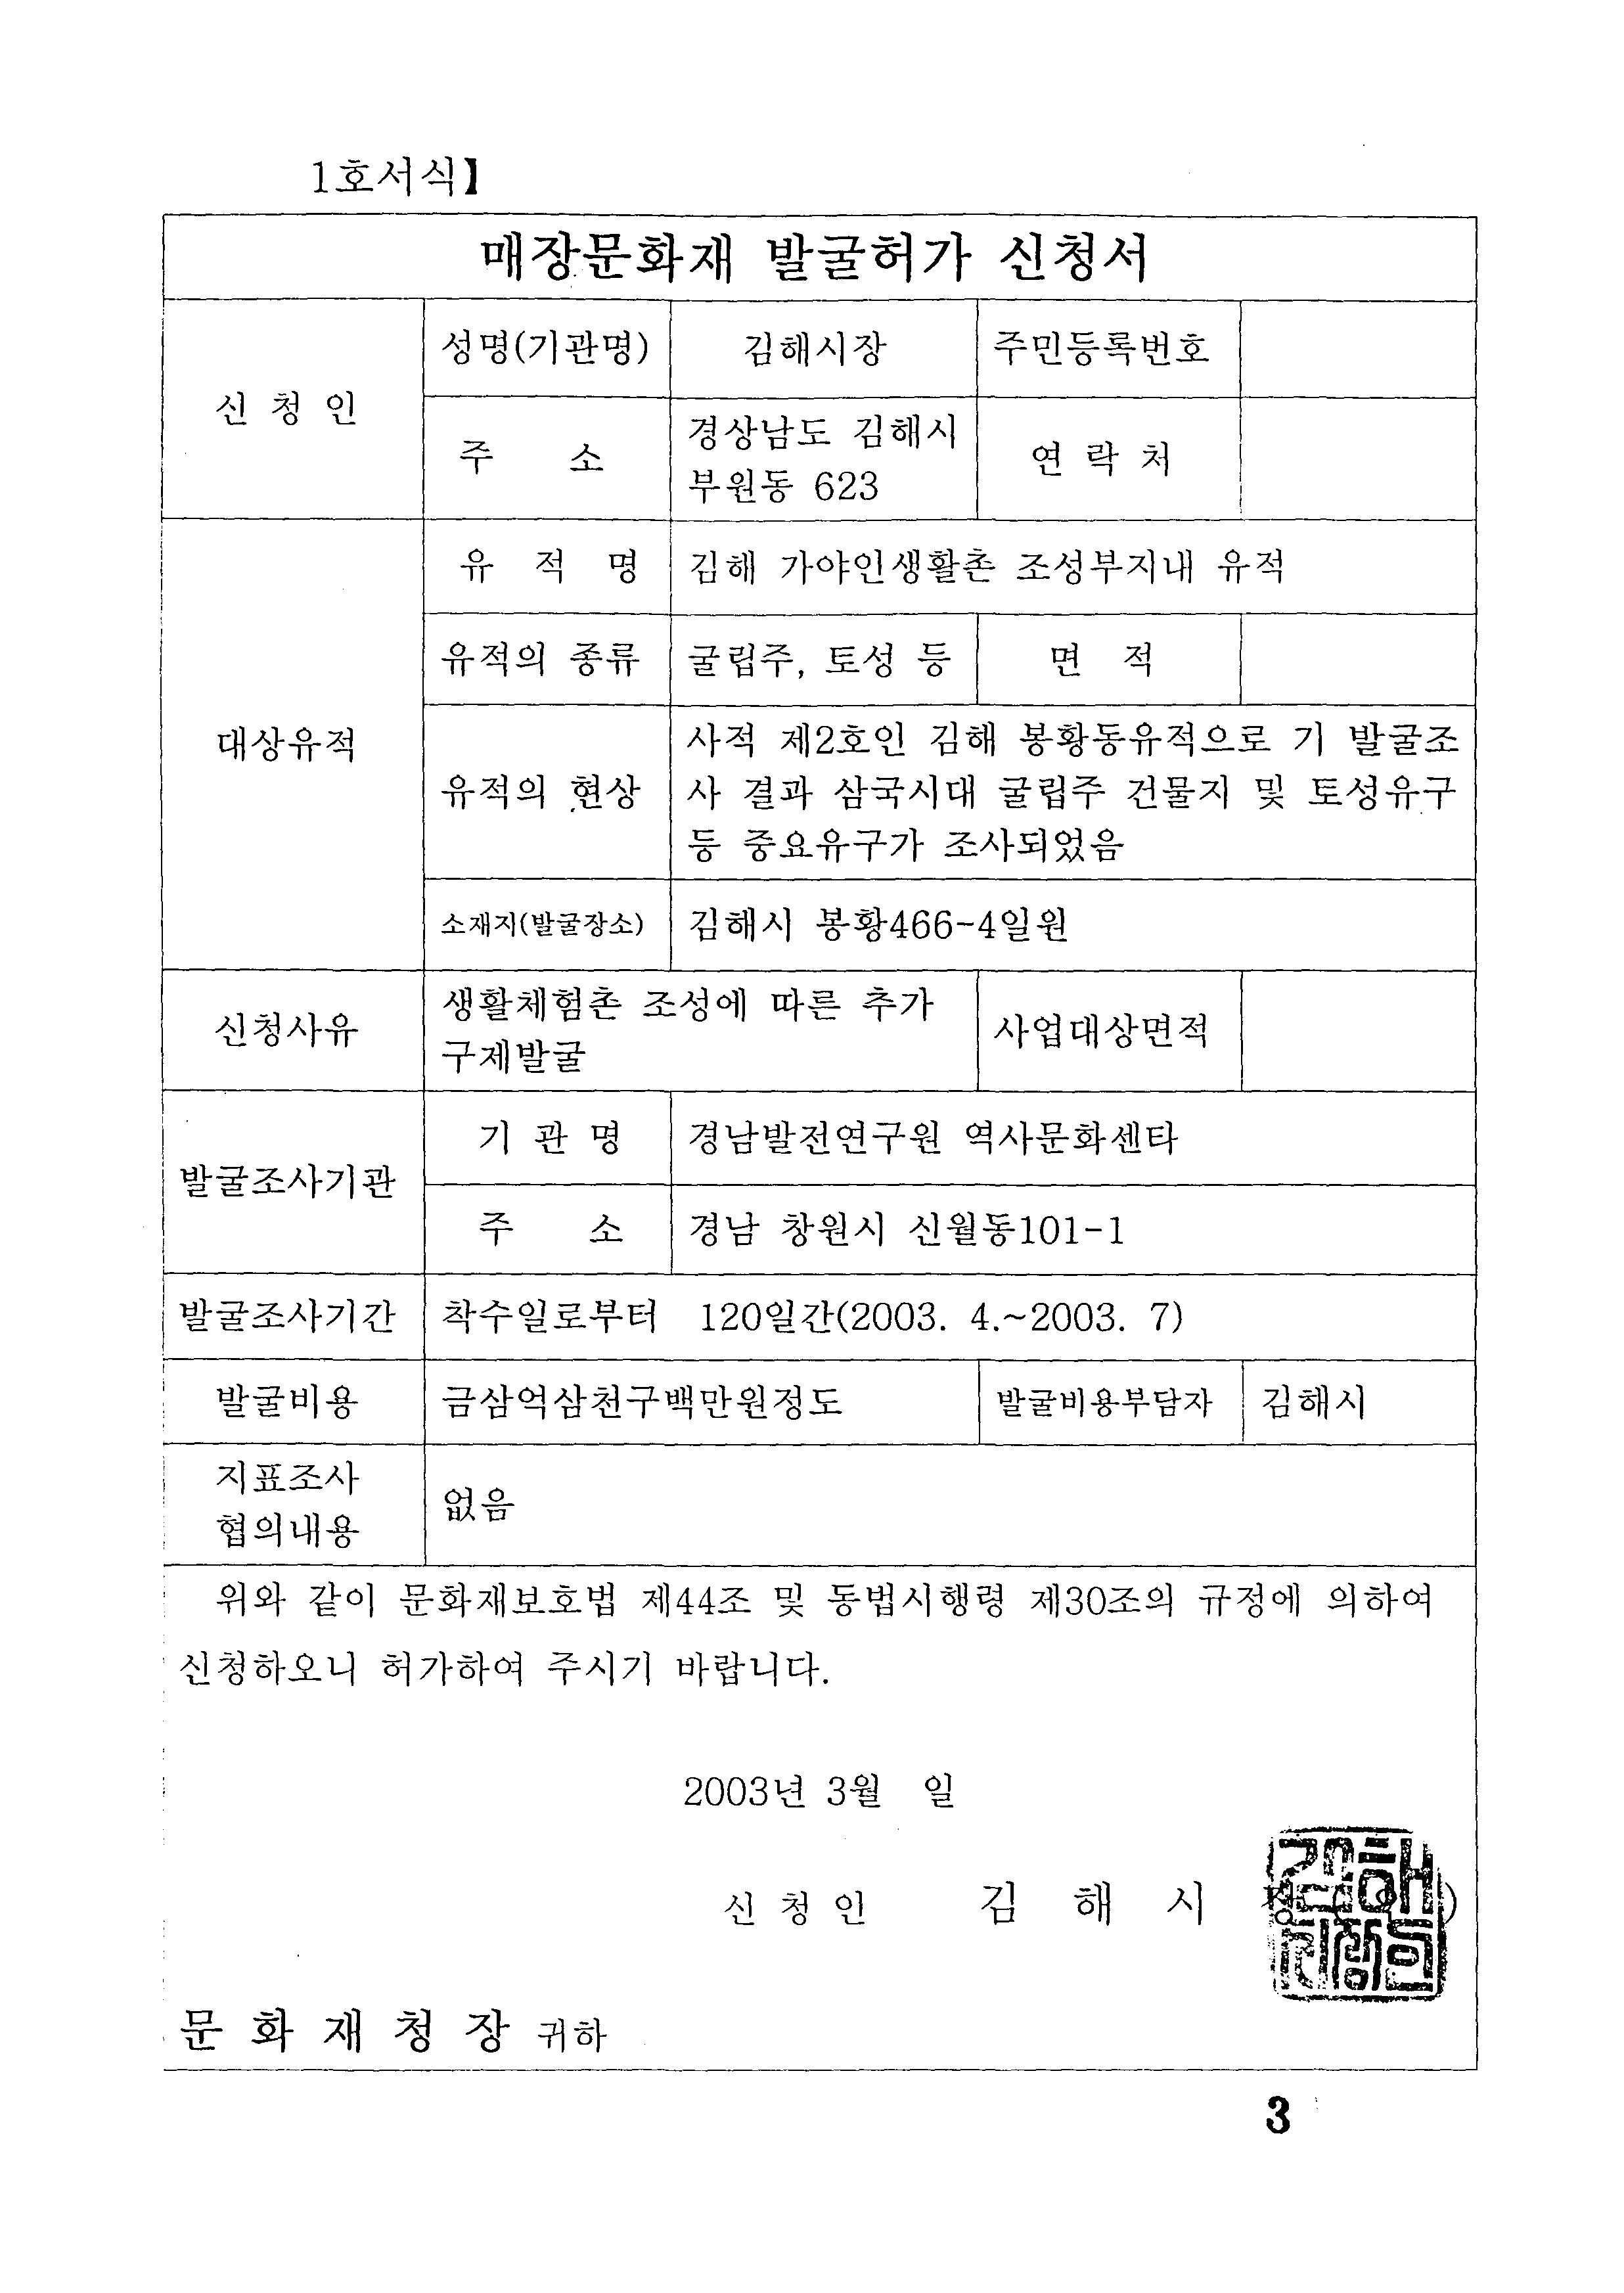 1호서식】
매장문화재 발굴허가 신청서
신 청 인
성명(기관명)
김해시장
주민등록번호
주 소
경상남도 김해시
부원동 623
연 락 처
대상유적
유 적 명
김해 가야인생활촌 조성부지내 유적
유적의 종류
굴립주, 토성 등
면 적
유적의 현상
사적 제2호인 김해 봉황동유적으로 기 발굴조
사 결과 삼국시대 굴립주 건물지 및 토성유구
등 중요유구가 조사되었음
소재지(발굴장소)
김해시 봉황466-4일원
신청사유
생활체험촌 조성에 따른 추가
구제발굴
사업대상면적
발굴조사기관
기 관 명
경남발전연구원 역사문화센타
주 소
경남 창원시 신월동101-1
발굴조사기간
착수일로부터 120일간(2003. 4.~2003. 7)
발굴비용
금삼억삼천구백만원정도
발굴비용부담자
김해시
지표조사
협의내용
없음
위와 같이 문화재보호법 제44조 및 동법시행령 제30조의 규정에 의하여
신청하오니 허가하여 주시기 바랍니다.
2003년 3월 일
신 청 인 김 해 시 장
문 화 재 청 장 귀하
3